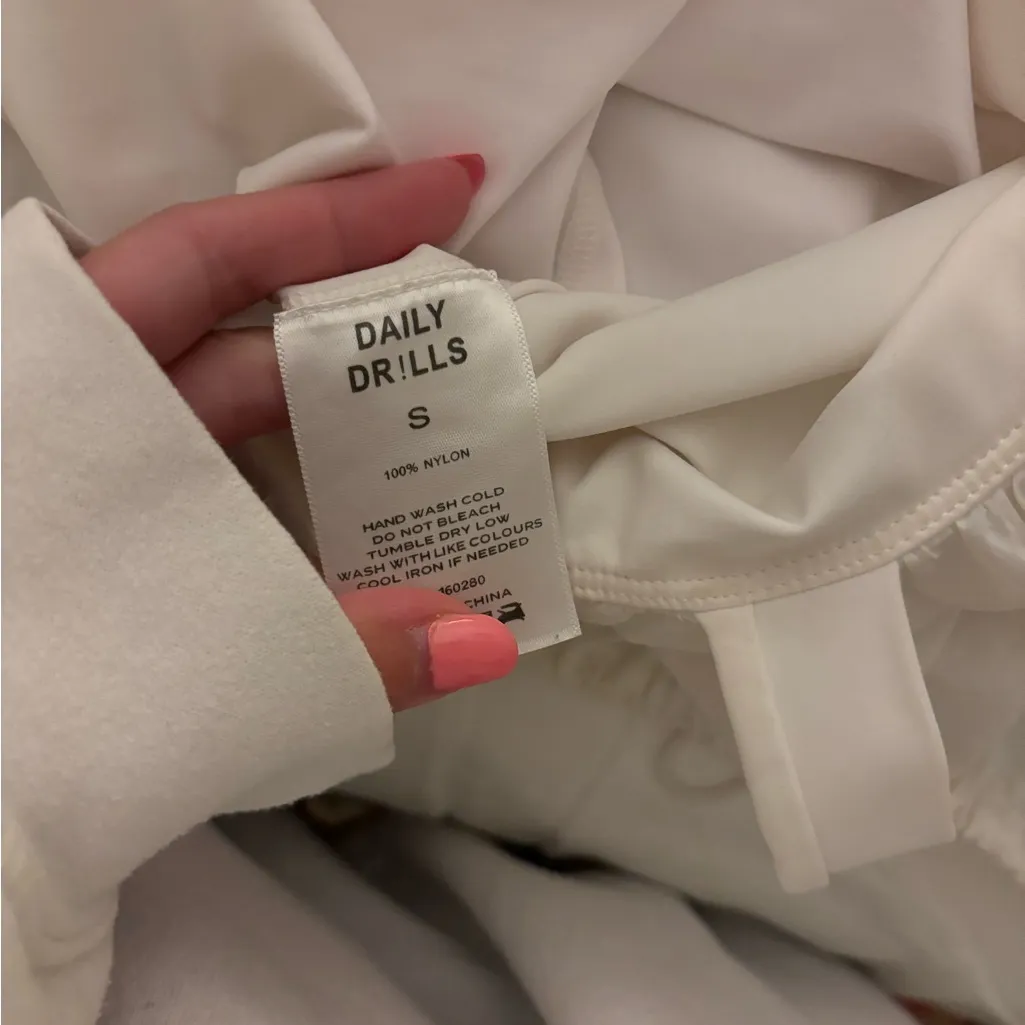 DAILY
DR!LLS
S
100% NYLON
HAND WASH COLD
DO NOT BLEACH
TUMBLE DRY LOW
WASH WITH LIKE COLOURS
COOL IRON IF NEEDED
CHINA